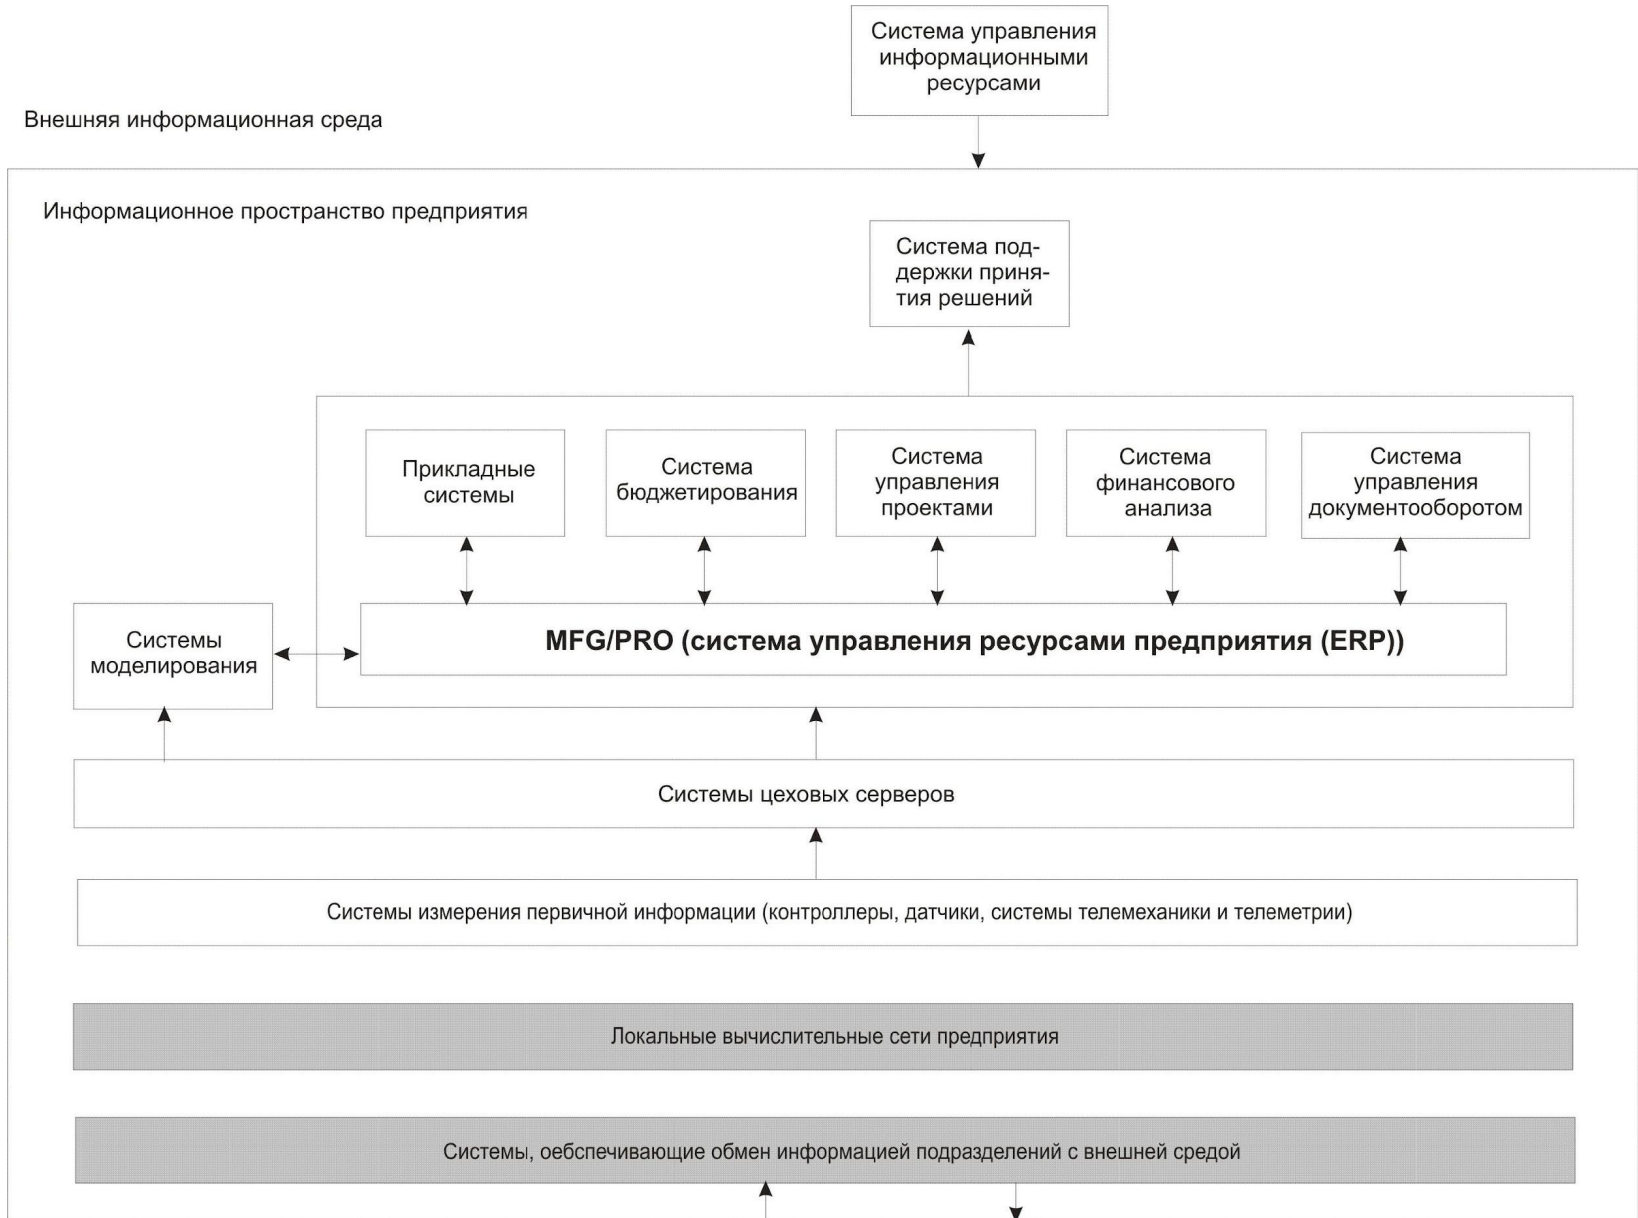 Система управления
информационными
ресурсами
Внешняя информационная среда
Информационное пространство предприятия
Система под-
держки приня-
тия решений
Прикладные
системы
Система
бюджетирования
Система
управления
проектами
Система
финансового
анализа
Система
управления
документооборотом
Системы
моделирования
MFG/PRO (система управления ресурсами предприятия (ERP))
Системы цеховых серверов
Системы измерения первичной информации (контроллеры, датчики, системы телемеханики и телеметрии)
Локальные вычислительные сети предприятия
Системы, оебспечивающие обмен информацией подразделений с внешней средой